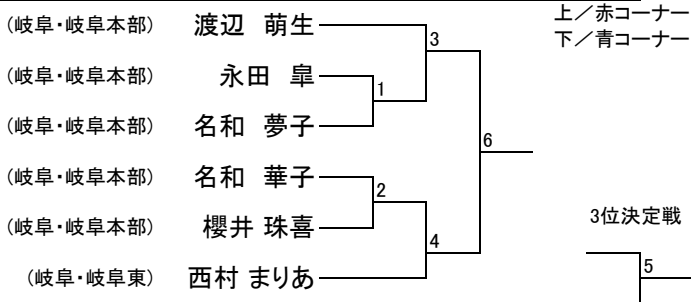 上／赤コーナー
下／青コーナー
(岐阜・岐阜本部) 渡辺 萌生
3
(岐阜・岐阜本部) 永田 皐
1
(岐阜・岐阜本部) 名和 夢子
6
(岐阜・岐阜本部) 名和 華子
2
(岐阜・岐阜本部) 櫻井 珠喜
3位決定戦
4
(岐阜・岐阜東) 西村 まりあ
5